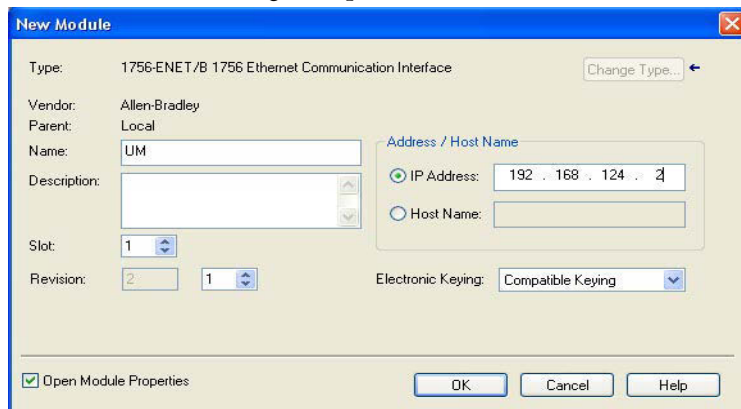 New Module
Type: 1756-ENET/B 1756 Ethernet Communication Interface Change Type...
Vendor: Allen-Bradley
Parent: Local
Name: UM
Address / Host Name
IP Address: 192 . 168 . 124 . 2
Description:
Host Name:
Slot: 1
Revision: 2 1 Electronic Keying: Compatible Keying
Open Module Properties OK Cancel Help